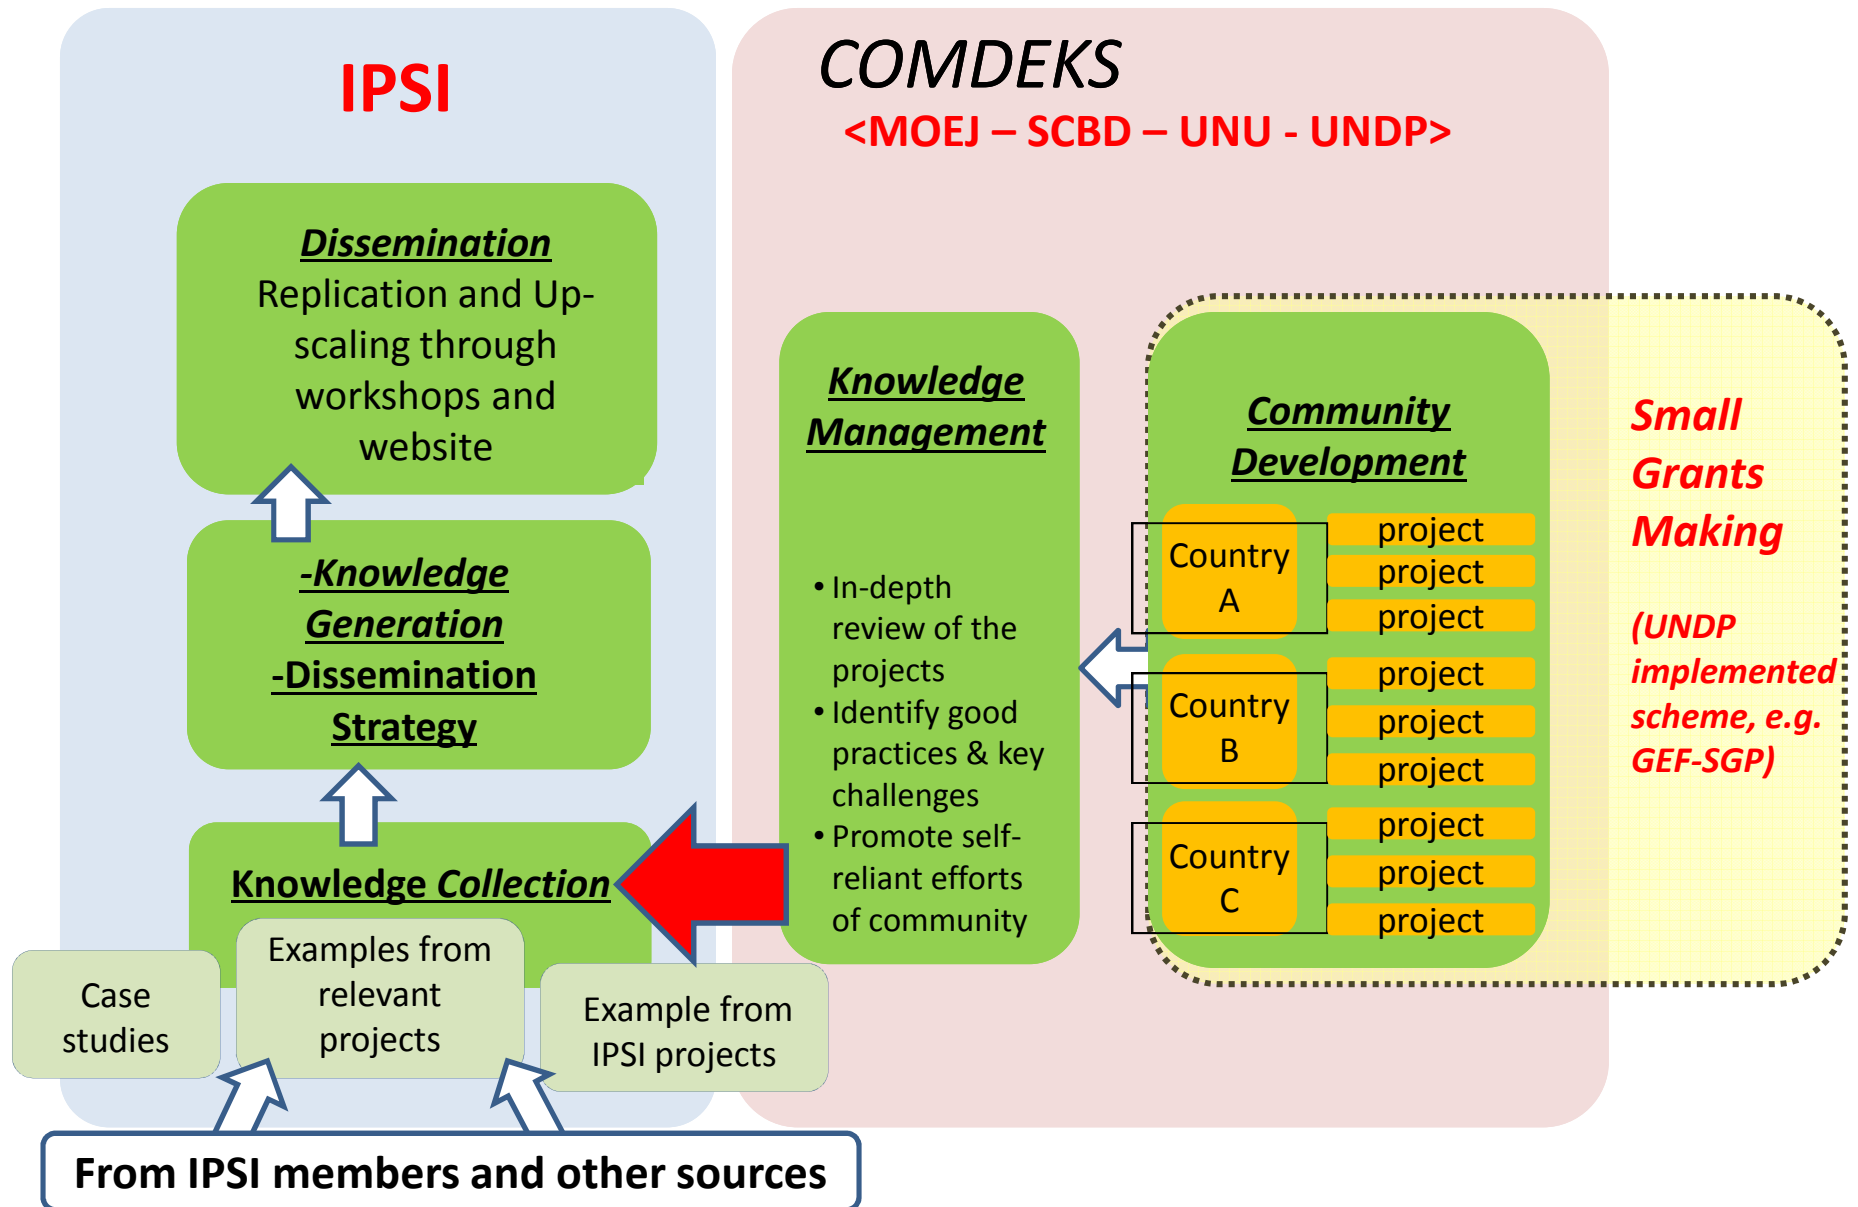 IPSI
Dissemination
Replication and Up-
scaling through
workshops and
website
-Knowledge
Generation
-Dissemination
Strategy
Knowledge Collection
Case
studies
Examples from
relevant
projects
Example from
IPSI projects
From IPSI members and other sources
COMDEKS
<MOEJ – SCBD – UNU - UNDP>
Knowledge
Management
• In-depth
review of the
projects
• Identify good
practices & key
challenges
• Promote self-
reliant efforts
of community
Community
Development
Country
A
project
project
project
Country
B
project
project
project
Country
C
project
project
project
Small
Grants
Making
(UNDP
implemented
scheme, e.g.
GEF-SGP)